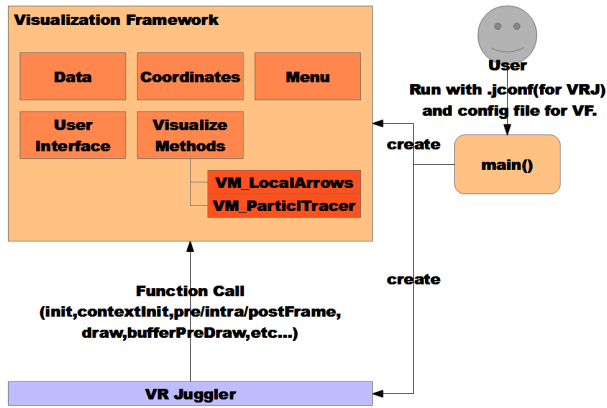 Visualization Framework
Data
Coordinates
Menu
User
Interface
Visualize
Methods
VM_LocalArrows
VM_ParticlTracer
User
Run with .jconf(for VRJ)
and config file for VF.
create
main()
create
Function Call
(init,contextInit,pre/intra/postFrame,
draw,bufferPreDraw,etc...)
VR Juggler